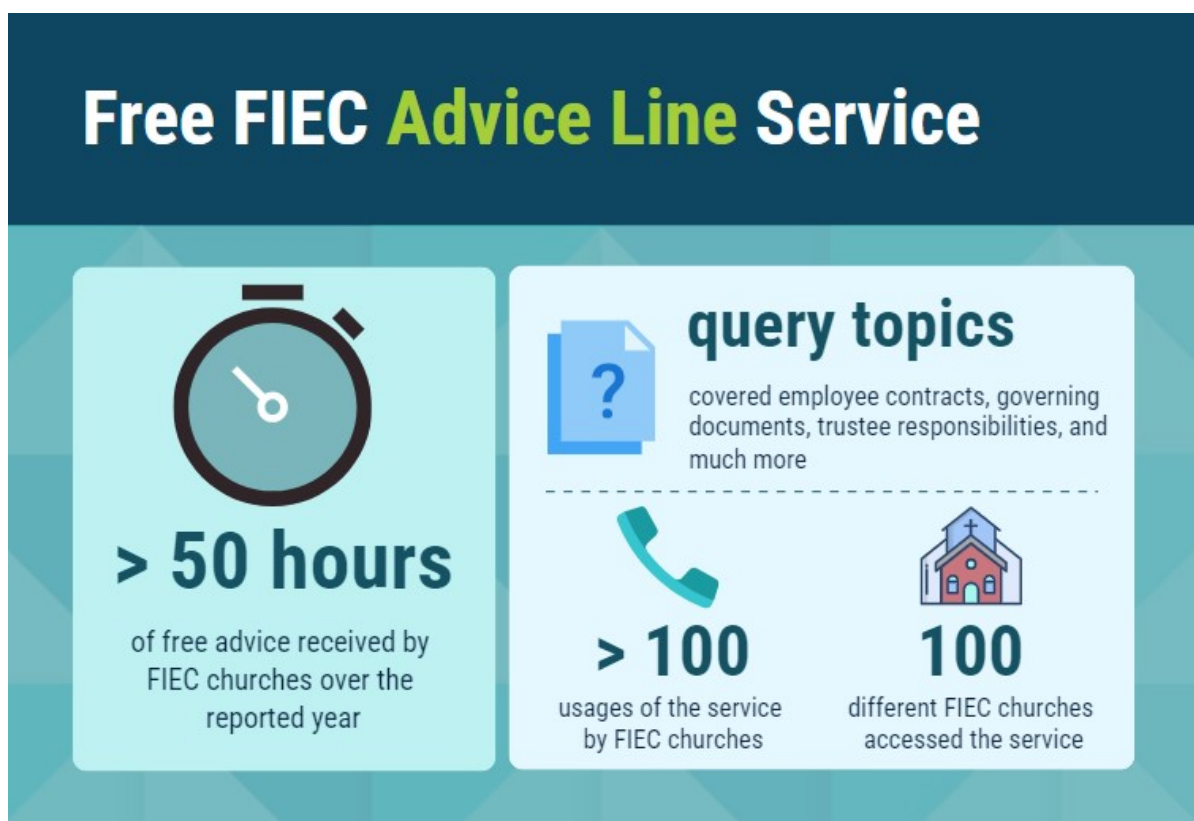 Free FIEC Advice Line Service
> 50 hours
of free advice received by
FIEC churches over the
reported year
?
query topics
covered employee contracts, governing
documents, trustee responsibilities, and
much more
> 100
usages of the service
by FIEC churches
100
different FIEC churches
accessed the service